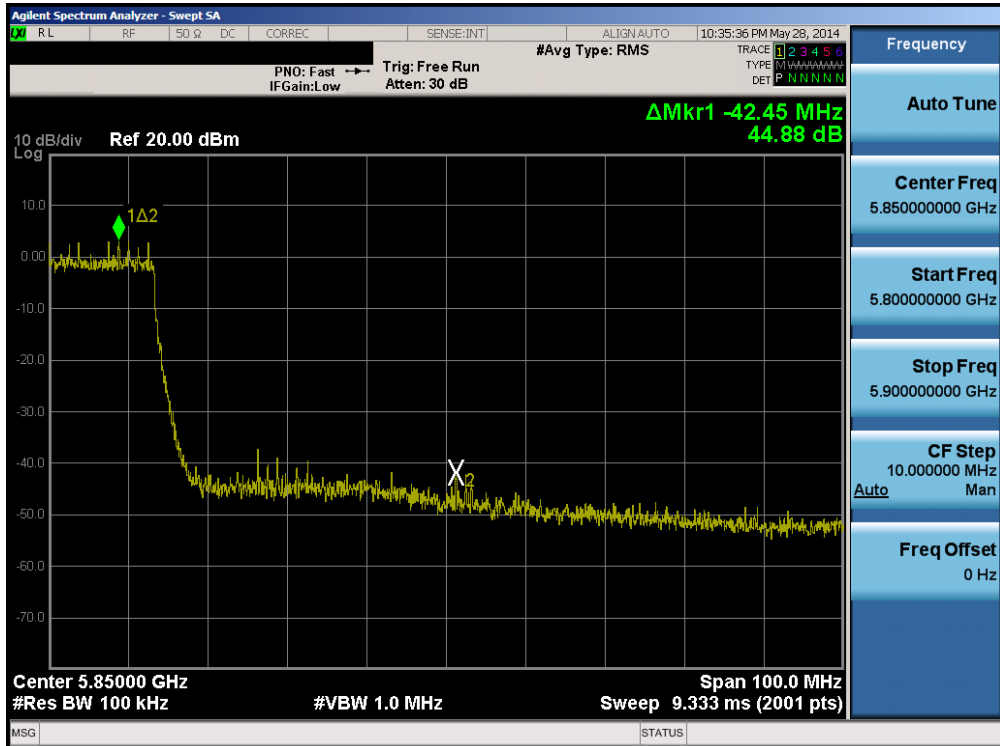 Agilent Spectrum Analyzer - Swept SA
LXI RL RF 50 Ω DC CORREC SENSE:INT ALIGN AUTO 10:35:36 PM May 28, 2014
PNO: Fast
IFGain:Low
Trig: Free Run
Atten: 30 dB
#Avg Type: RMS
TRACE 1 2 3 4 5 6
TYPE MWWWWW
DET P N N N N N
ΔMkr1 -42.45 MHz
44.88 dB
10 dB/div Ref 20.00 dBm
Log
10.0
1Δ2
0.00
-10.0
-20.0
-30.0
-40.0
X2
-50.0
-60.0
-70.0
Center 5.85000 GHz Span 100.0 MHz
#Res BW 100 kHz #VBW 1.0 MHz Sweep 9.333 ms (2001 pts)
MSG STATUS
Frequency
Auto Tune
Center Freq
5.850000000 GHz
Start Freq
5.800000000 GHz
Stop Freq
5.900000000 GHz
CF Step
10.000000 MHz
Auto Man
Freq Offset
0 Hz